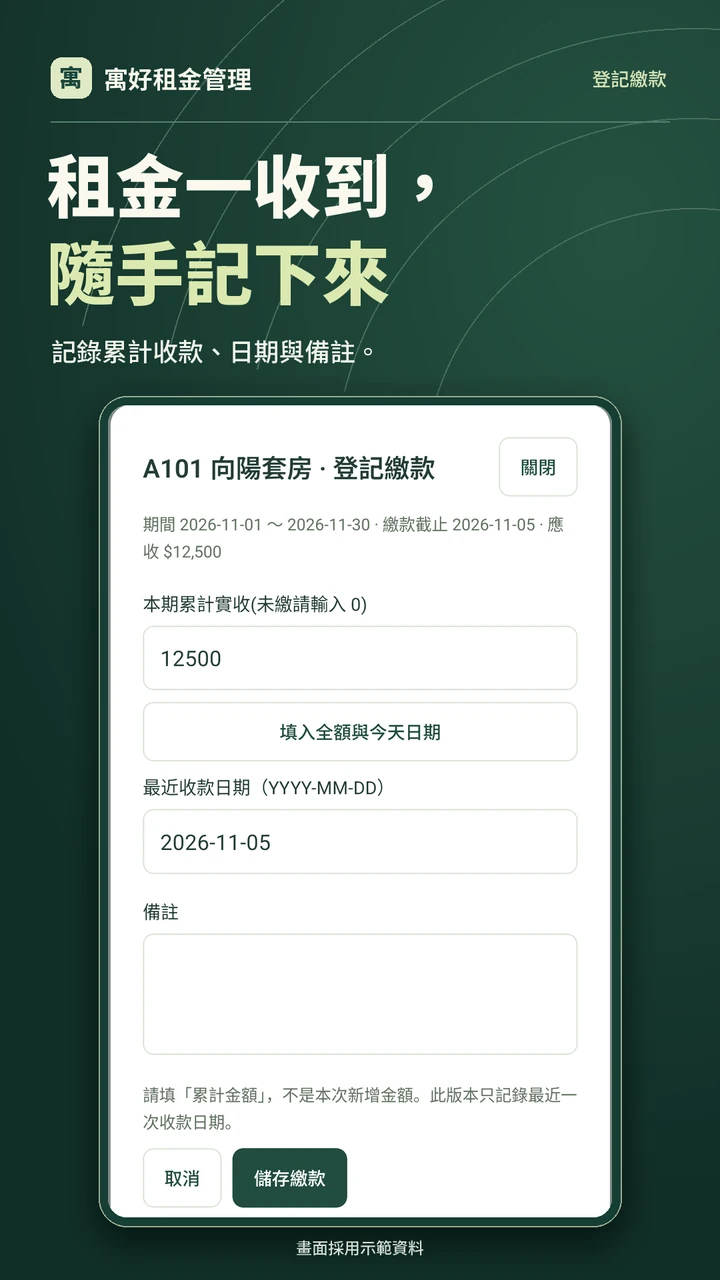 寓 寓好租金管理 登記繳款
租金一收到，
隨手記下來
記錄累計收款、日期與備註。
A101 向陽套房 · 登記繳款 關閉
期間 2026-11-01 ～ 2026-11-30 · 繳款截止 2026-11-05 · 應
收 $12,500
本期累計實收(未繳請輸入 0)
12500
填入全額與今天日期
最近收款日期（YYYY-MM-DD）
2026-11-05
備註
請填「累計金額」，不是本次新增金額。此版本只記錄最近一
次收款日期。
取消 儲存繳款
畫面採用示範資料